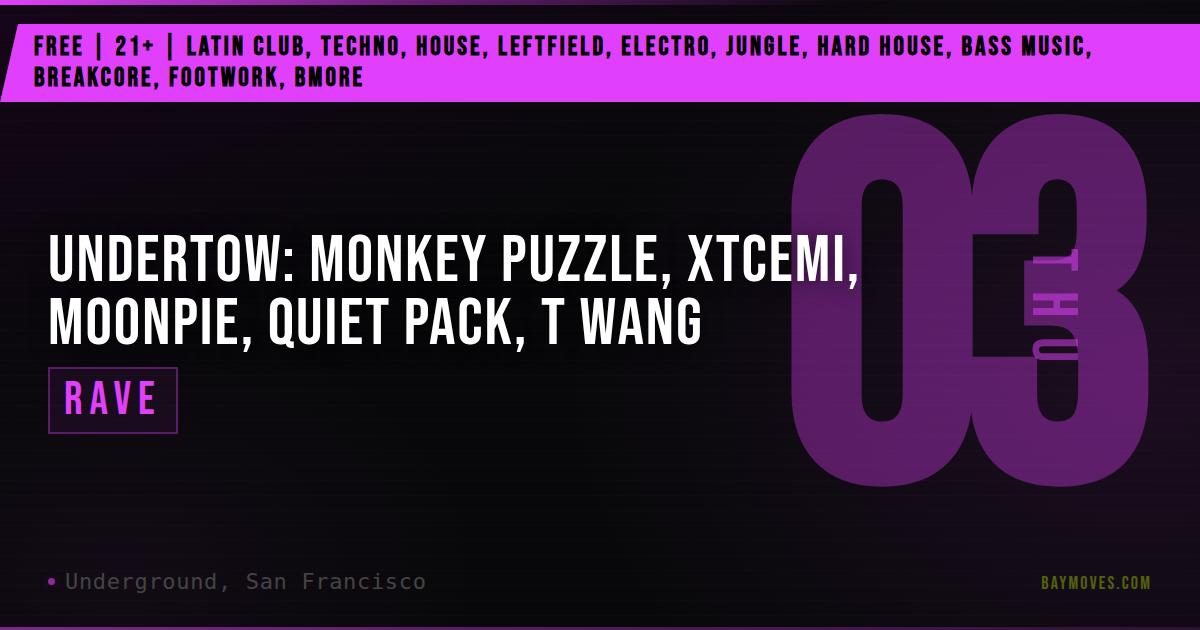 FREE | 21+ | LATIN CLUB, TECHNO, HOUSE, LEFTFIELD, ELECTRO, JUNGLE, HARD HOUSE, BASS MUSIC,
BREAKCORE, FOOTWORK, BMORE
03
THU
UNDERTOW: MONKEY PUZZLE, XTCEMI,
MOONPIE, QUIET PACK, T WANG
RAVE
Underground, San Francisco
BAYMOVES.COM